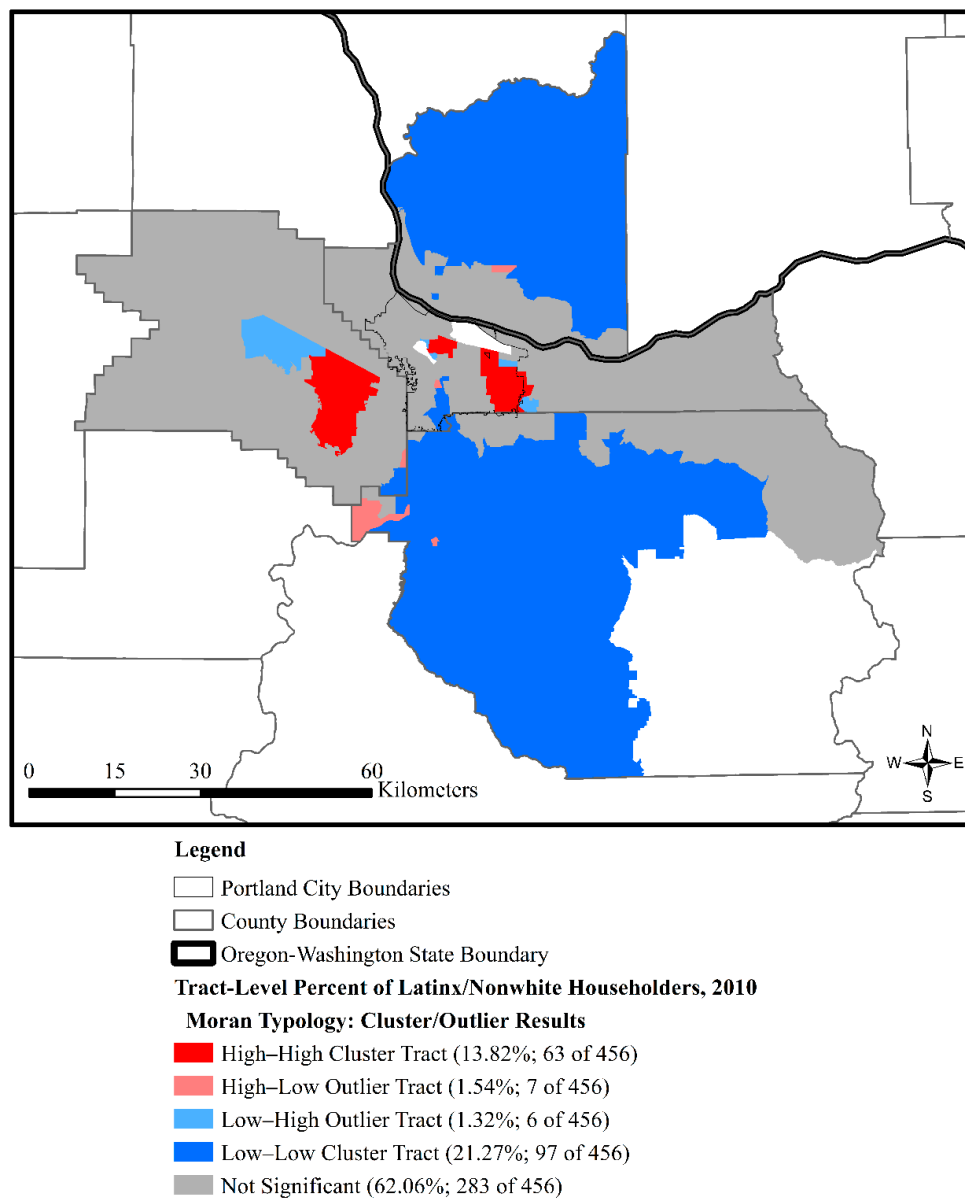 N
W E
S
0 15 30 60
Kilometers
Legend
Portland City Boundaries
County Boundaries
Oregon-Washington State Boundary
Tract-Level Percent of Latinx/Nonwhite Householders, 2010
Moran Typology: Cluster/Outlier Results
High–High Cluster Tract (13.82%; 63 of 456)
High–Low Outlier Tract (1.54%; 7 of 456)
Low–High Outlier Tract (1.32%; 6 of 456)
Low–Low Cluster Tract (21.27%; 97 of 456)
Not Significant (62.06%; 283 of 456)